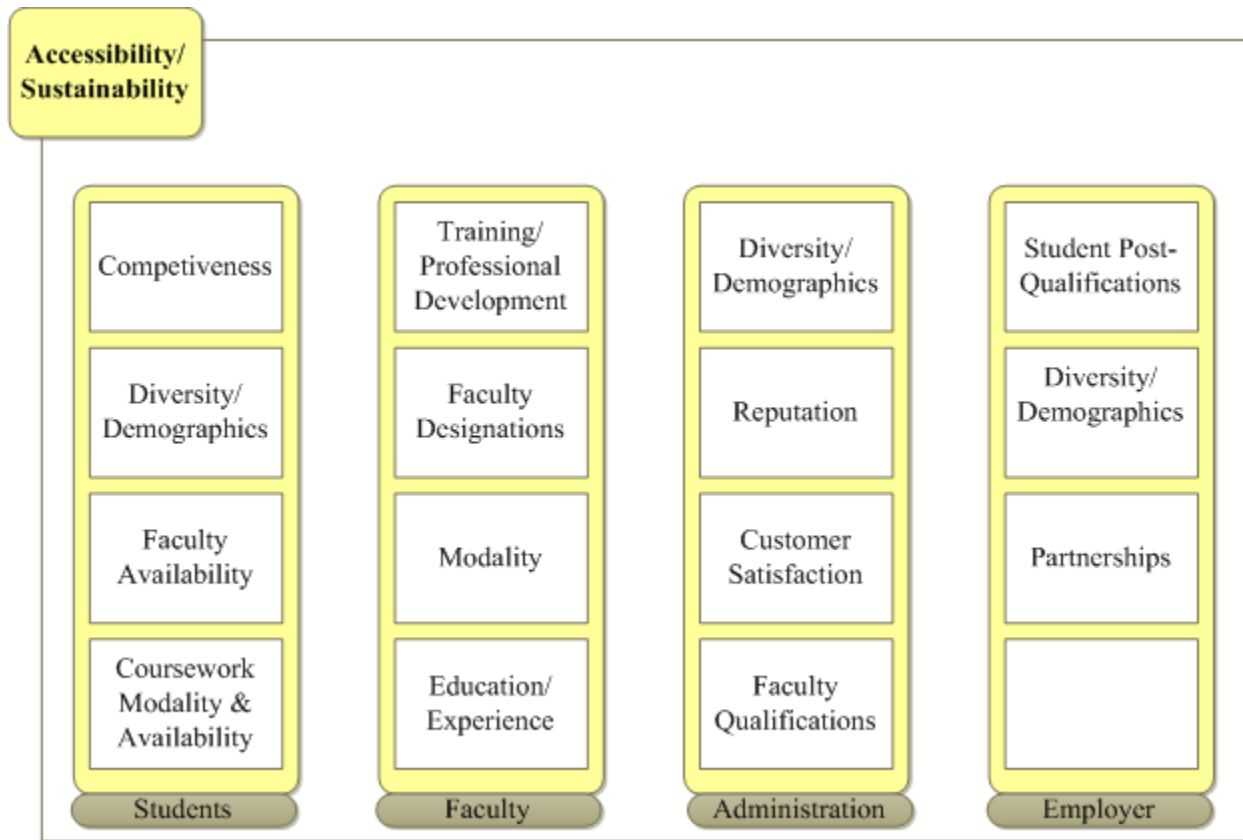 Accessibility/
Sustainability
Competiveness
Diversity/
Demographics
Faculty
Availability
Coursework
Modality &
Availability
Students
Training/
Professional
Development
Faculty
Designations
Modality
Education/
Experience
Faculty
Diversity/
Demographics
Reputation
Customer
Satisfaction
Faculty
Qualifications
Administration
Student Post-
Qualifications
Diversity/
Demographics
Partnerships
Employer